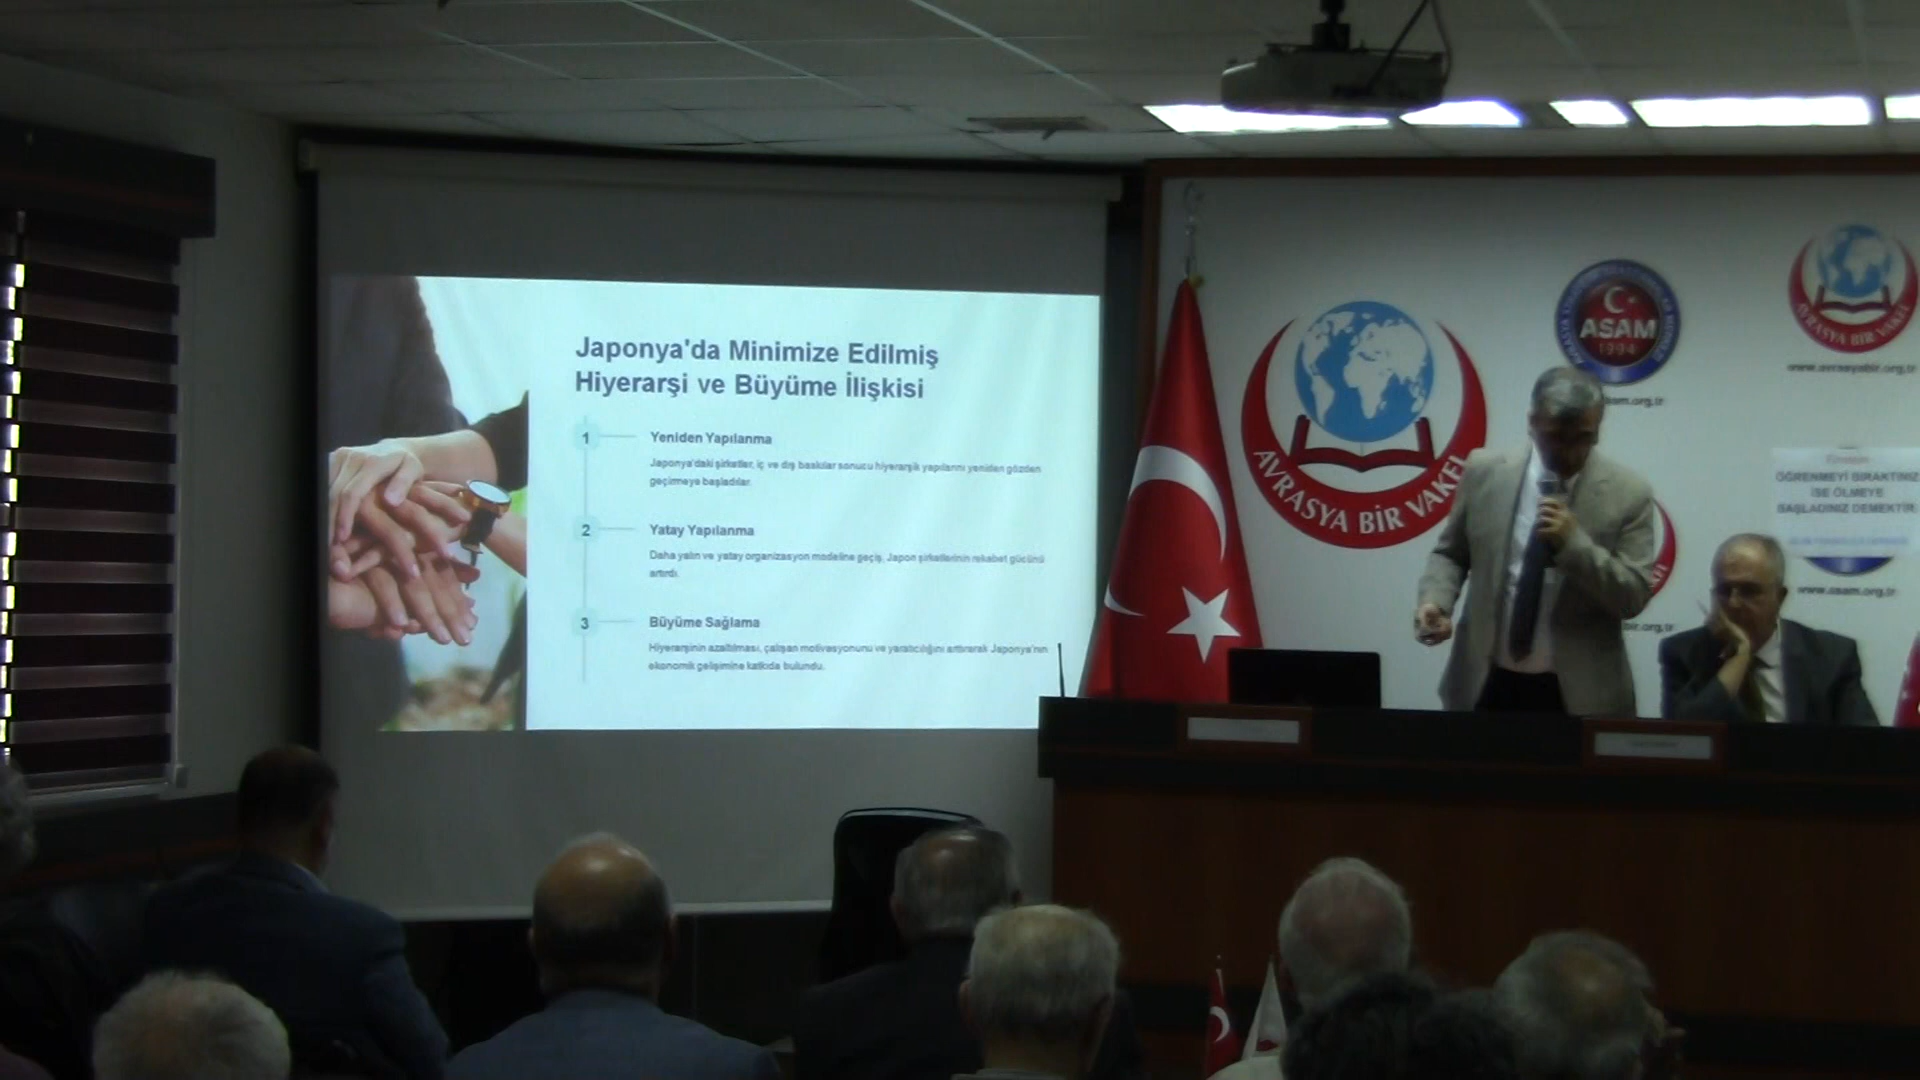 Japonya'da Minimize Edilmiş
Hiyerarşi ve Büyüme İlişkisi
1
Yeniden Yapılanma
Japonya'daki şirketler, iç ve dış baskılar sonucu hiyerarşik yapılarını yeniden gözden
geçirmeye başladılar.
2
Yatay Yapılanma
Daha yalın ve yatay organizasyon modeline geçiş, Japon şirketlerinin rekabet gücünü
artırdı.
3
Büyüme Sağlama
Hiyerarşinin azaltılması, çalışan motivasyonunu ve yaratıcılığını arttırarak Japonya'nın
ekonomik gelişimine katkıda bulundu.
AVRASYA BİR VAKFI
ASAM
1994
AVRASYA BİR VAKFI
www.avrasyabir.org.tr
ÖĞRENMEYİ BIRAKTINIZ
İSE ÖLMEYE
BAŞLADINIZ DEMEKTİR.
www.asam.org.tr
bir.org.tr